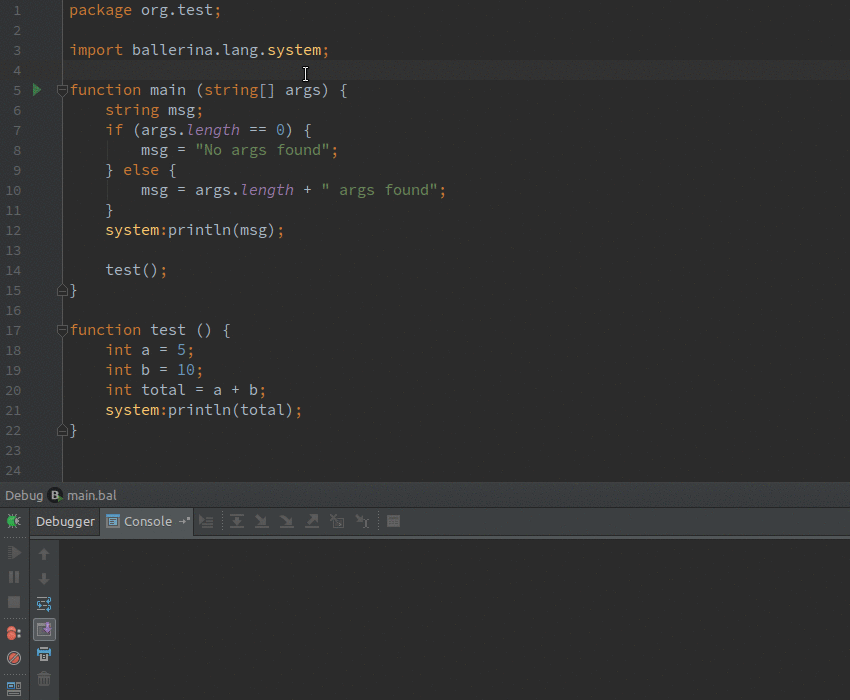 1 package org.test;
2
3 import ballerina.lang.system;
4
5 function main (string[] args) {
6 string msg;
7 if (args.length == 0) {
8 msg = "No args found";
9 } else {
10 msg = args.length + " args found";
11 }
12 system:println(msg);
13
14 test();
15 }
16
17 function test () {
18 int a = 5;
19 int b = 10;
20 int total = a + b;
21 system:println(total);
22 }
23
24
Debug B main.bal
Debugger Console